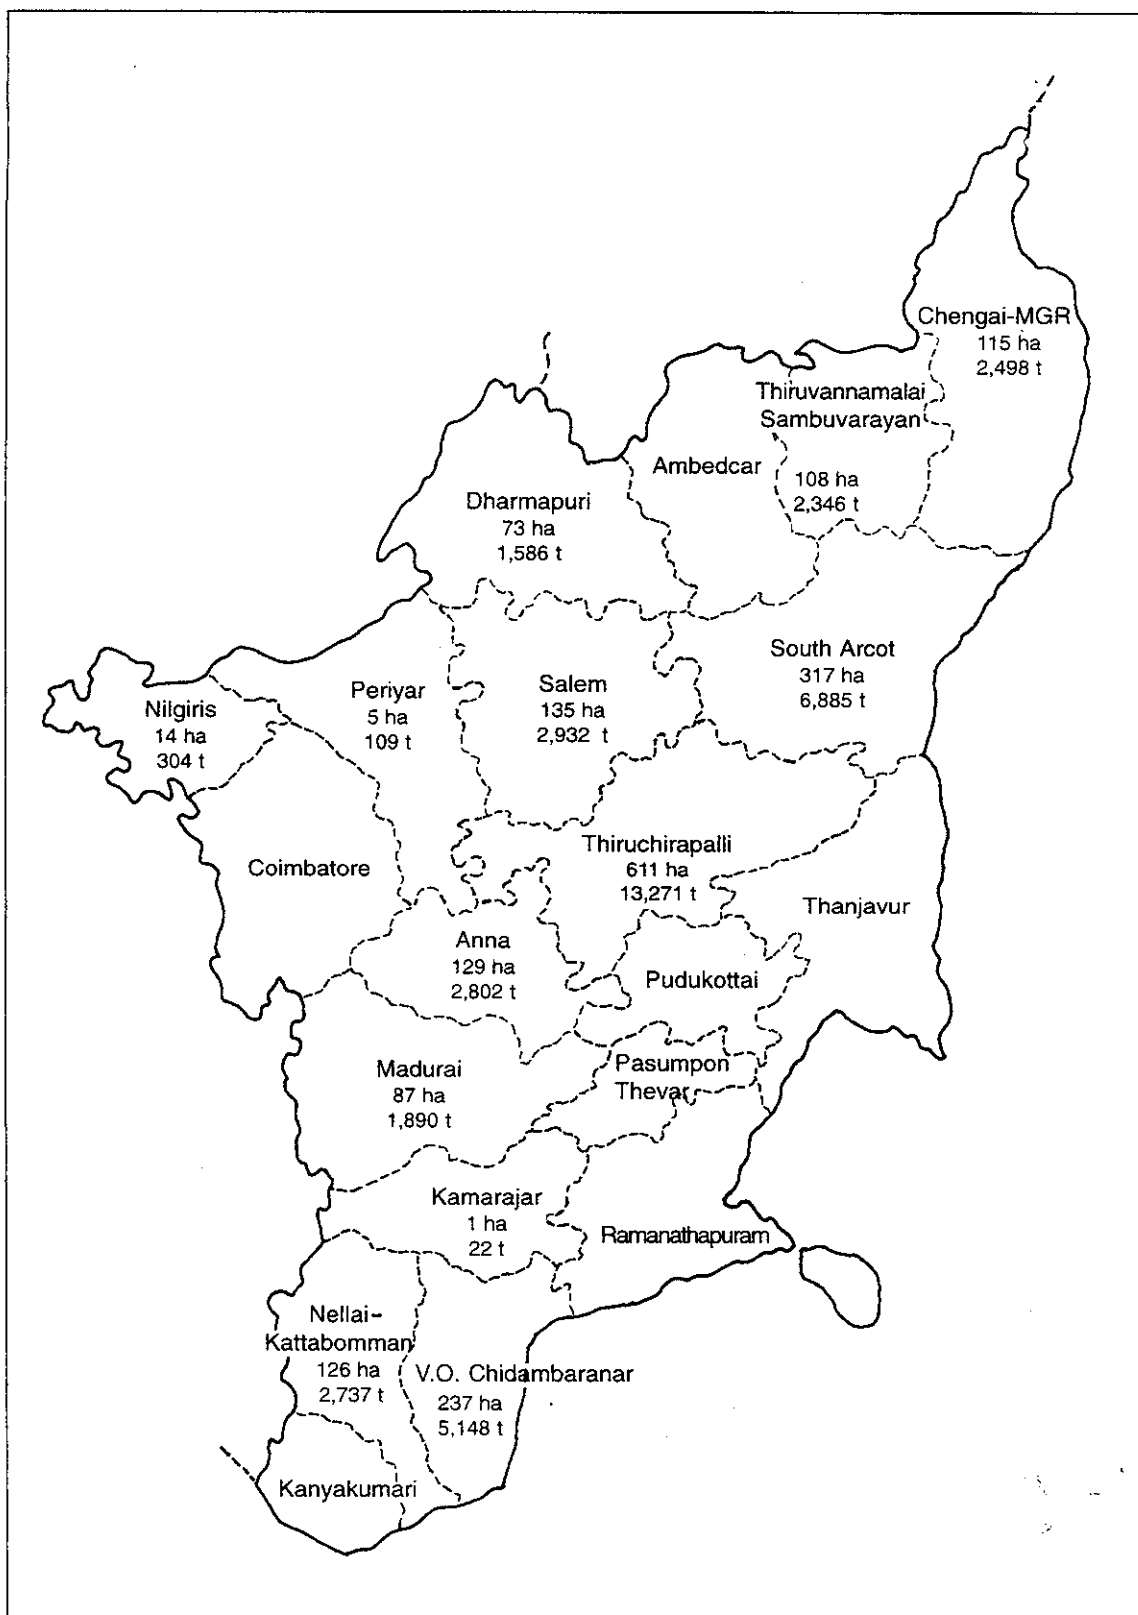 Chengai-MGR
115 ha
2,498 t
Thiruvannamalai
Sambuvarayan
108 ha
2,346 t
Ambedcar
Dharmapuri
73 ha
1,586 t
South Arcot
317 ha
6,885 t
Salem
135 ha
2,932 t
Periyar
5 ha
109 t
Nilgiris
14 ha
304 t
Coimbatore
Thiruchirapalli
611 ha
13,271 t
Thanjavur
Anna
129 ha
2,802 t
Pudukottai
Pasumpon
Thevar
Madurai
87 ha
1,890 t
Kamarajar
1 ha
22 t
Ramanathapuram
Nellai-
Kattabomman
126 ha
2,737 t
V.O. Chidambaranar
237 ha
5,148 t
Kanyakumari